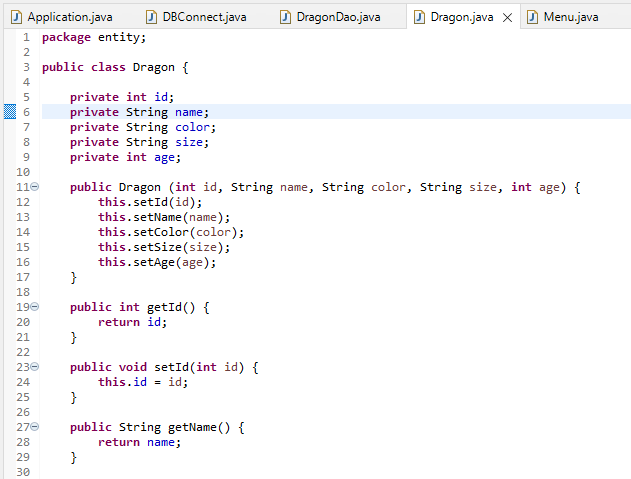 Application.java DBConnect.java DragonDao.java Dragon.java Menu.java
1 package entity;
2
3 public class Dragon {
4
5     private int id;
6     private String name;
7     private String color;
8     private String size;
9     private int age;
10
11     public Dragon (int id, String name, String color, String size, int age) {
12         this.setId(id);
13         this.setName(name);
14         this.setColor(color);
15         this.setSize(size);
16         this.setAge(age);
17     }
18
19     public int getId() {
20         return id;
21     }
22
23     public void setId(int id) {
24         this.id = id;
25     }
26
27     public String getName() {
28         return name;
29     }
30